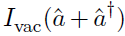 I_vac(â + â†)